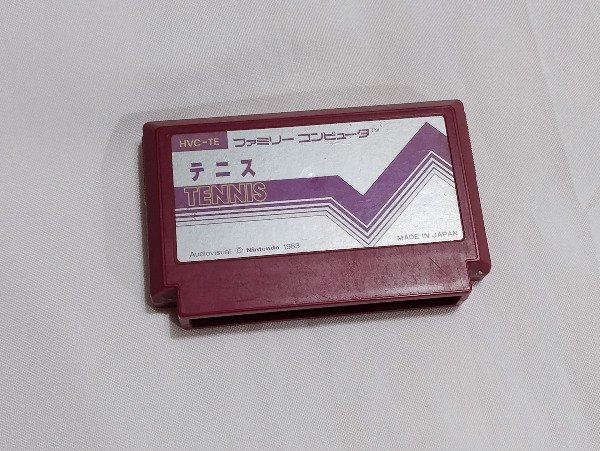 HVC-TE ファミリーコンピュータ™
テニス
TENNIS
Audiovisual © Nintendo 1983
MADE IN JAPAN